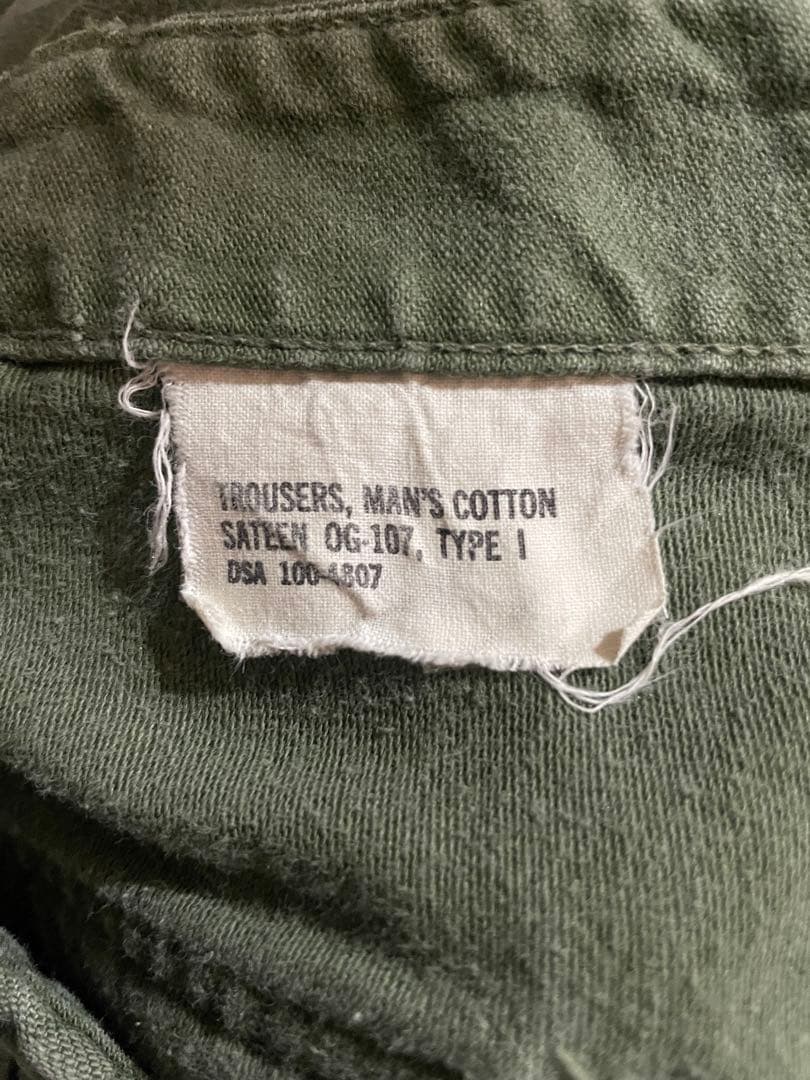 TROUSERS, MAN'S COTTON
SATEEN OG-107, TYPE I
DSA 100-4807